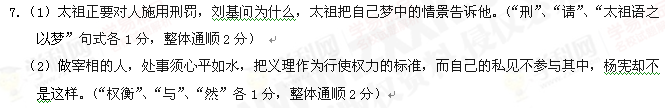 7.（1）太祖正要对人施用刑罚，刘基问为什么，太祖把自己梦中的情景告诉他。（“刑”、“请”、“太祖语之
以梦”句式各1分，整体通顺2分）
（2）做宰相的人，处事须心平如水，把义理作为行使权力的标准，而自己的私见不参与其中，杨宪却不
是这样。（“权衡”、“与”、“然”各1分，整体通顺2分）